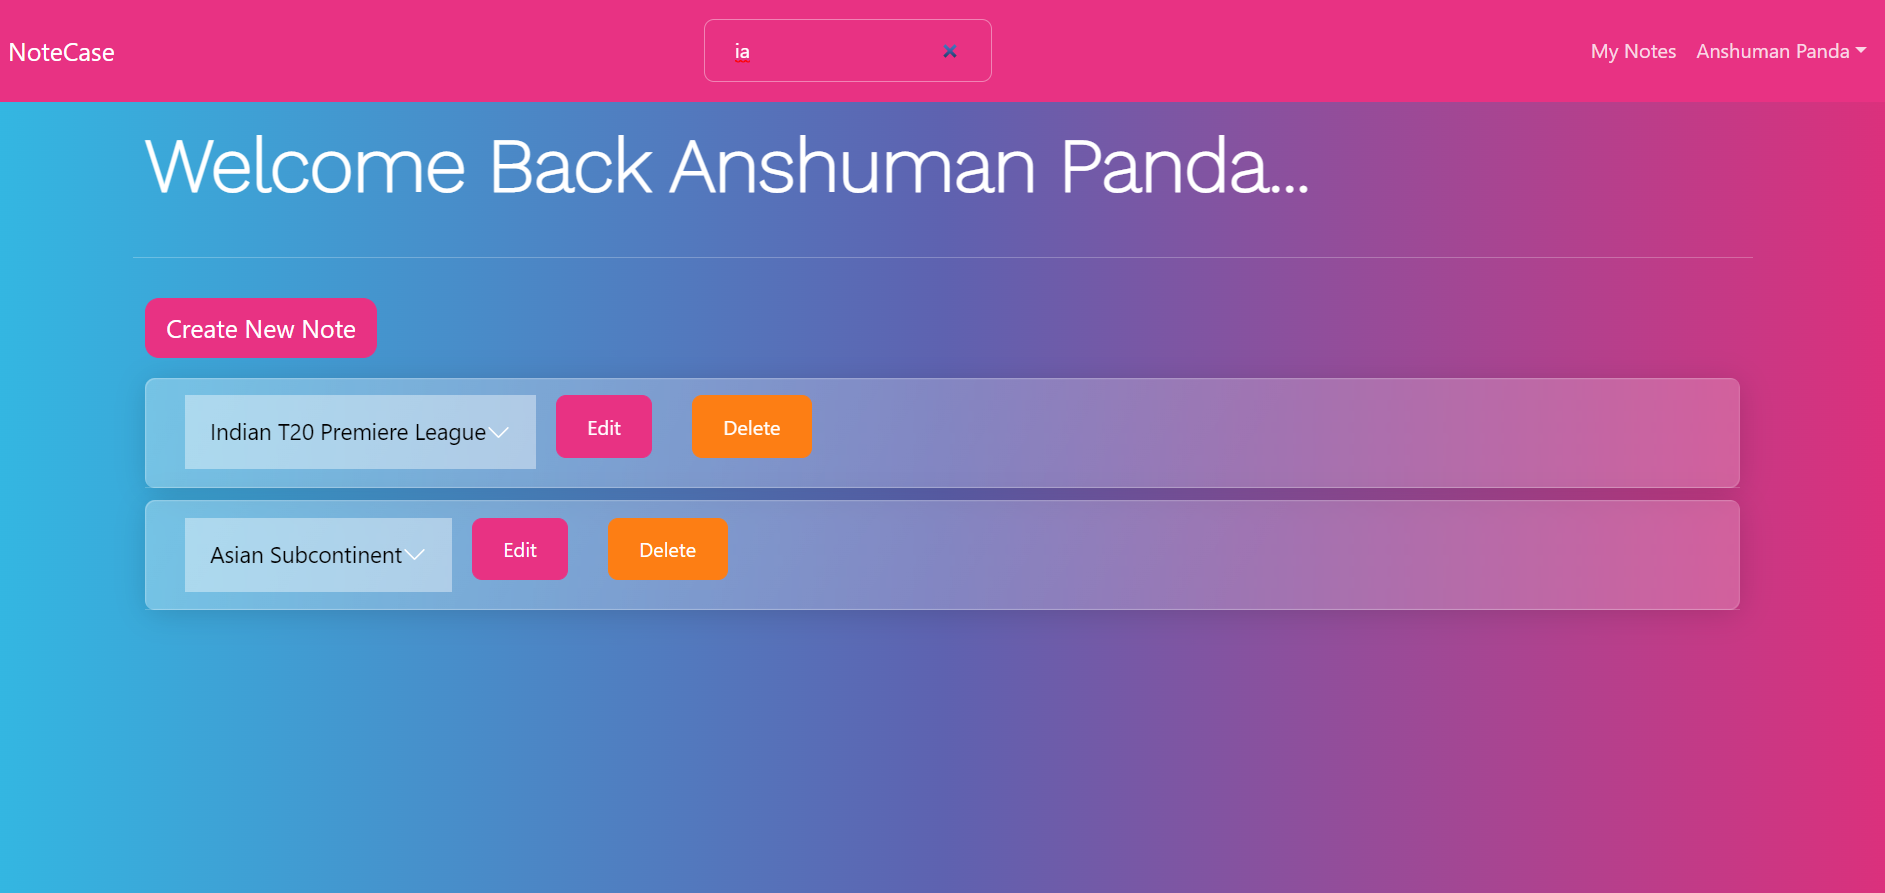 NoteCase
ia
My Notes
Anshuman Panda
Welcome Back Anshuman Panda...
Create New Note
Indian T20 Premiere League
Edit
Delete
Asian Subcontinent
Edit
Delete